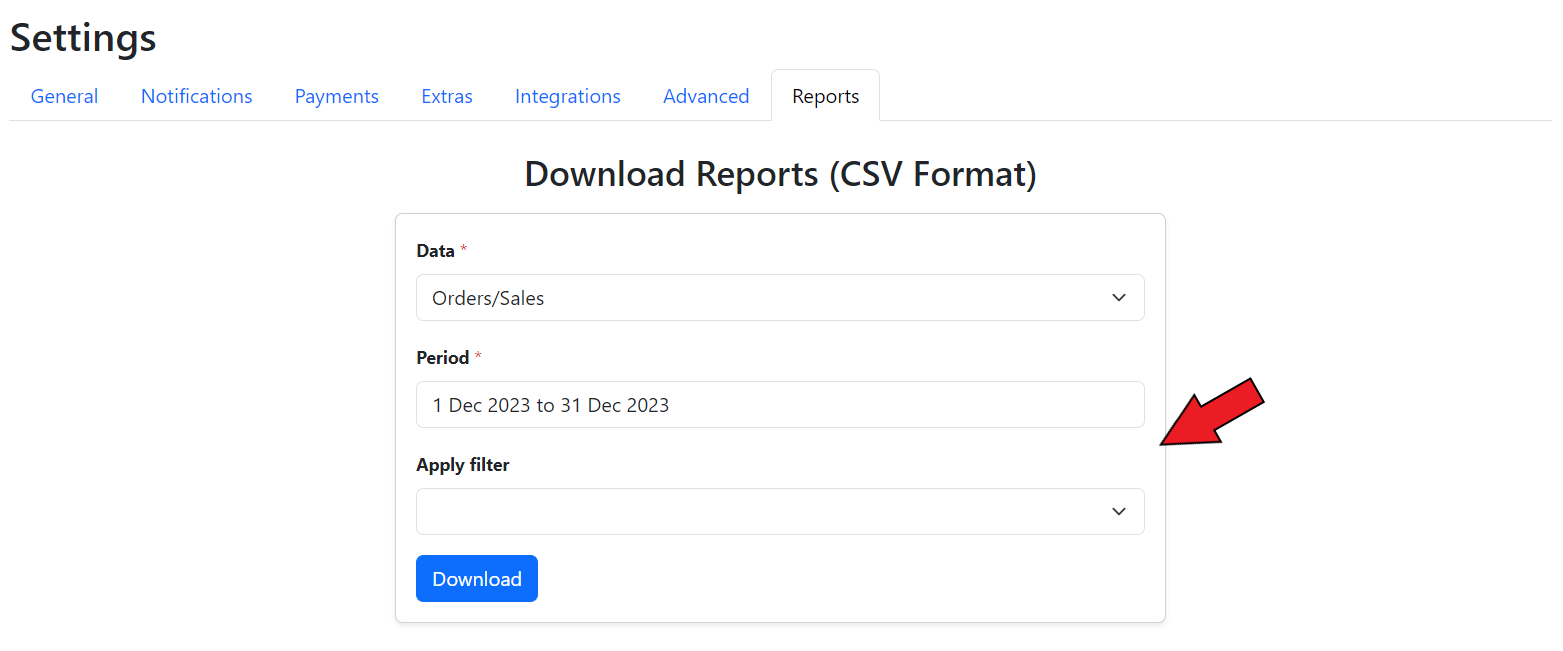 Settings
General Notifications Payments Extras Integrations Advanced Reports
Download Reports (CSV Format)
Data *
Orders/Sales
Period *
1 Dec 2023 to 31 Dec 2023
Apply filter
Download